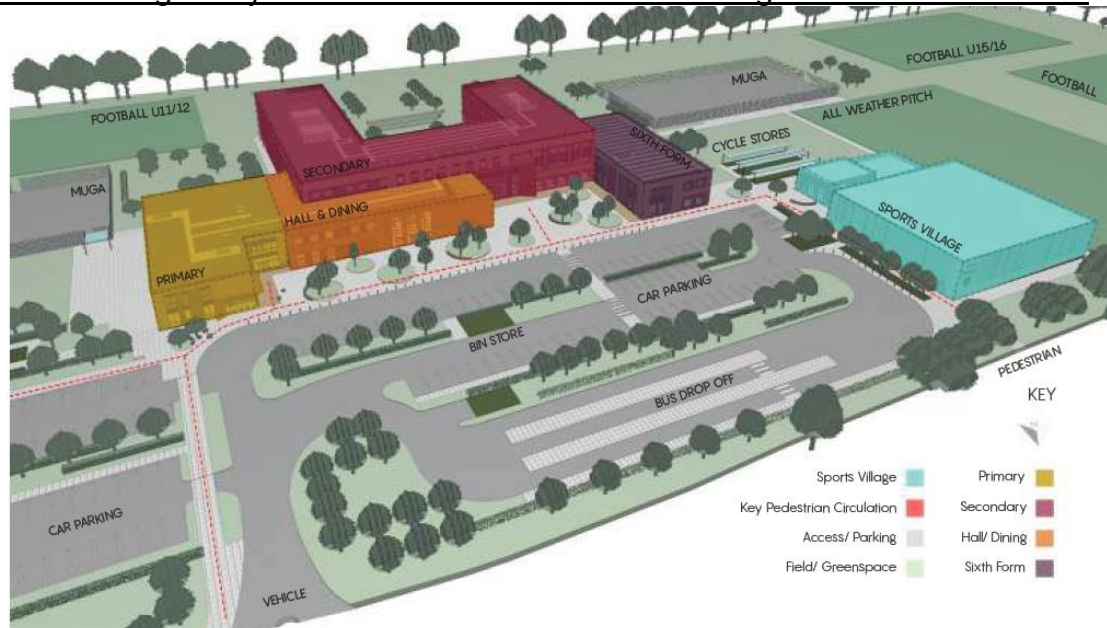 FOOTBALL U15/16
FOOTBALL
MUGA
FOOTBALL U11/12
ALL WEATHER PITCH
SIXTH FORM
CYCLE STORES
SECONDARY
MUGA
HALL & DINING
SPORTS VILLAGE
PRIMARY
CAR PARKING
BIN STORE
PEDESTRIAN
BUS DROP OFF
KEY
Sports Village
Primary
Key Pedestrian Circulation
Secondary
Access/ Parking
Hall/ Dining
Field/ Greenspace
Sixth Form
CAR PARKING
VEHICLE